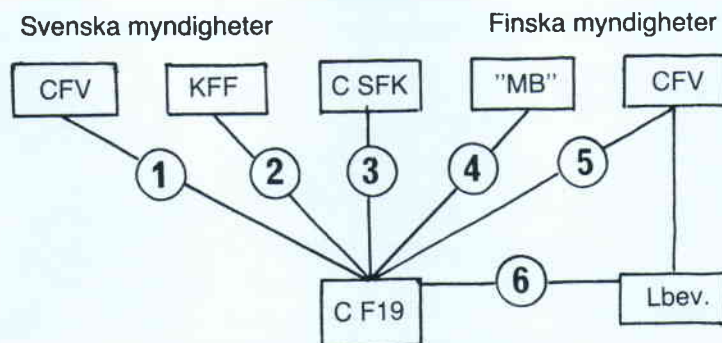 Svenska myndigheter
Finska myndigheter
CFV
KFF
C SFK
"MB"
CFV
1
2
3
4
5
6
C F19
Lbev.